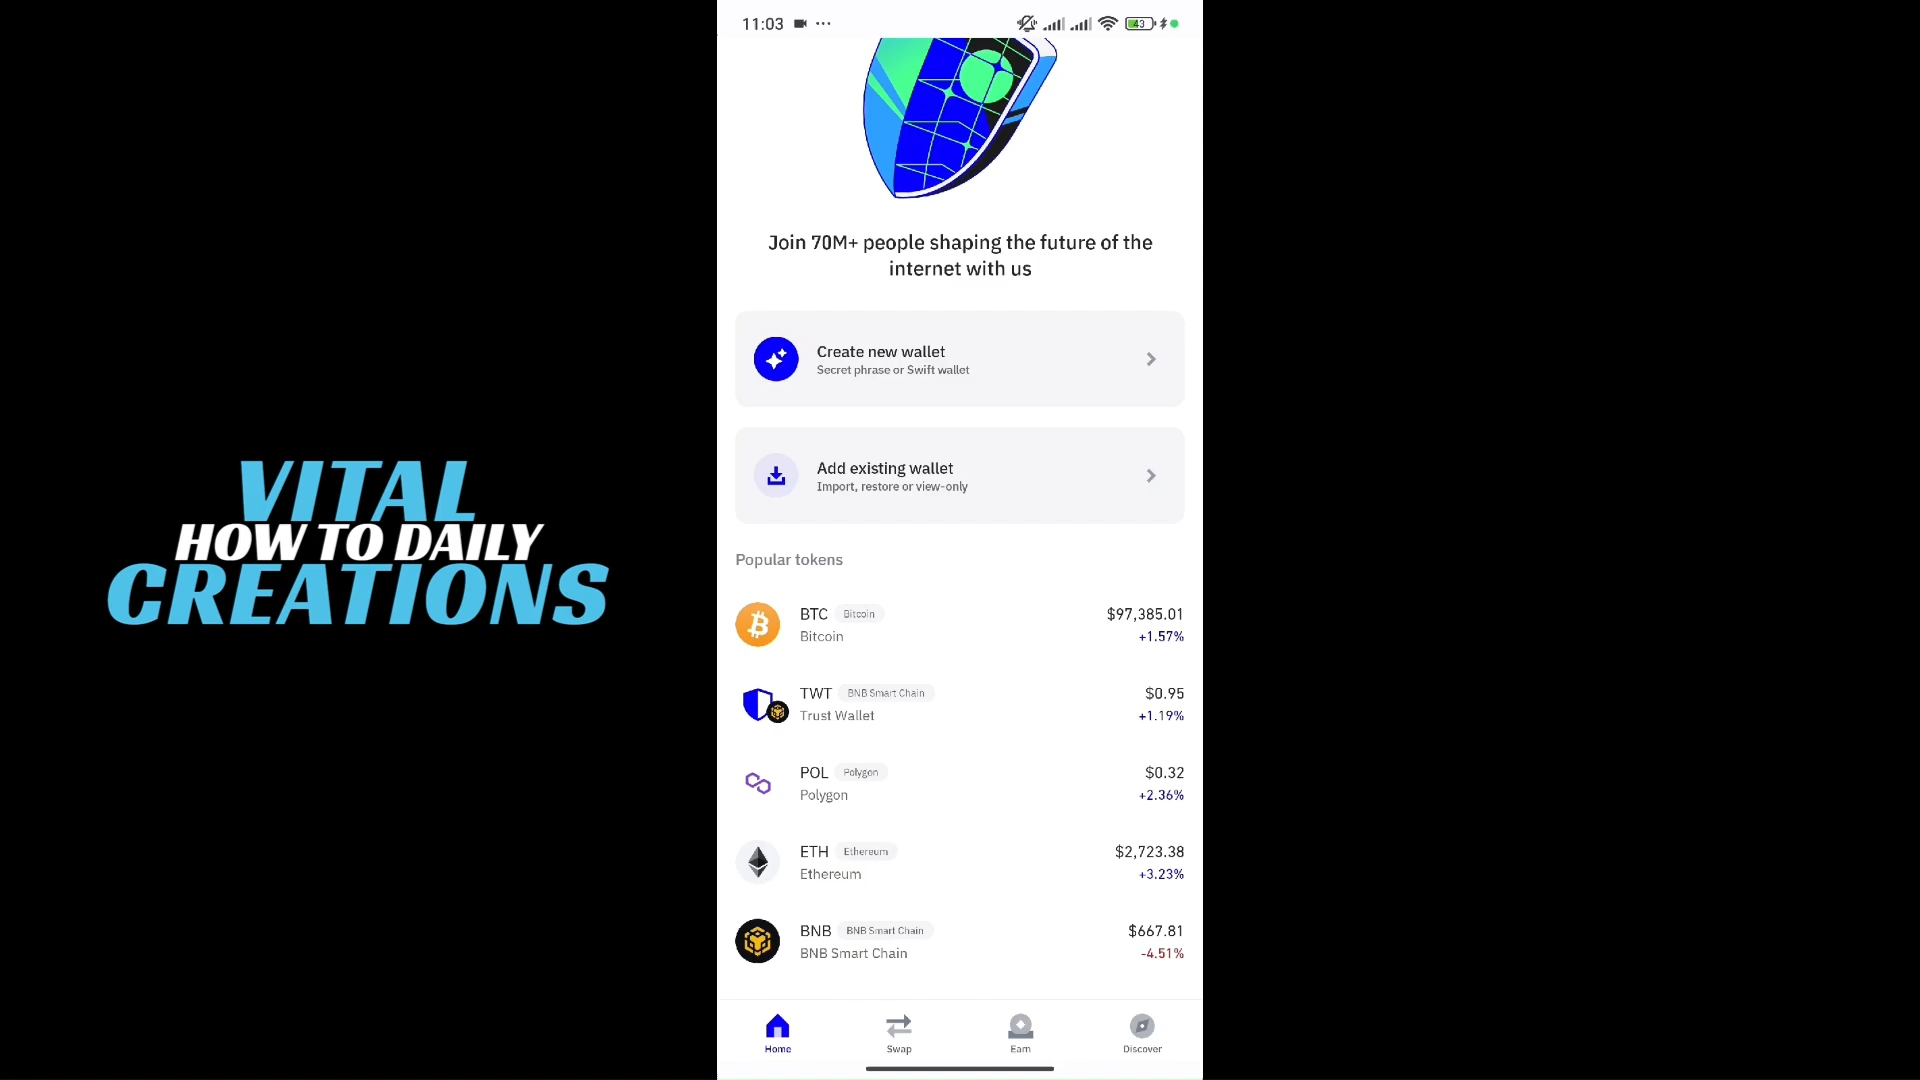 11:03
43
Join 70M+ people shaping the future of the
internet with us
Create new wallet
Secret phrase or Swift wallet
Add existing wallet
Import, restore or view-only
VITAL
HOW TO DAILY
CREATIONS
Popular tokens
BTC Bitcoin $97,385.01
Bitcoin +1.57%
TWT BNB Smart Chain $0.95
Trust Wallet +1.19%
POL Polygon $0.32
Polygon +2.36%
ETH Ethereum $2,723.38
Ethereum +3.23%
BNB BNB Smart Chain $667.81
BNB Smart Chain -4.51%
Home Swap Earn Discover